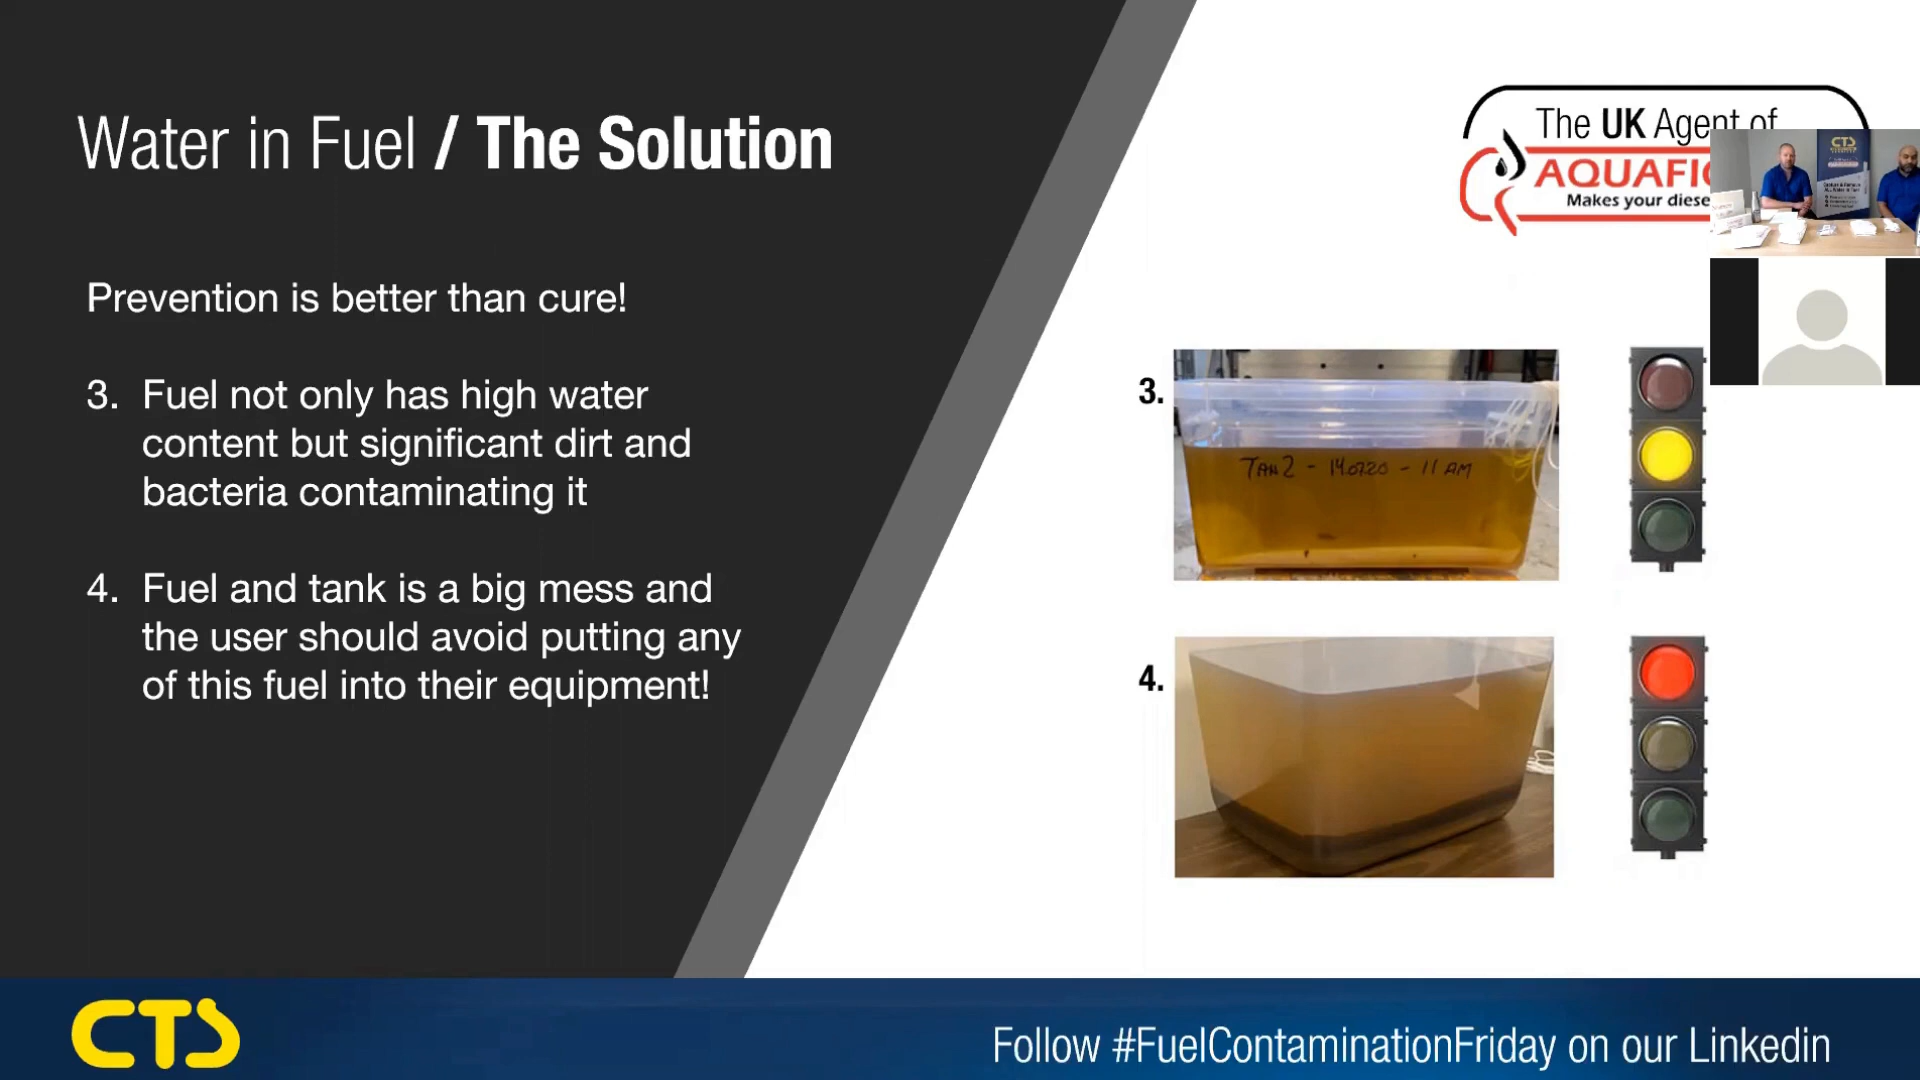 Water in Fuel / The Solution
Prevention is better than cure!
3. Fuel not only has high water
content but significant dirt and
bacteria contaminating it
4. Fuel and tank is a big mess and
the user should avoid putting any
of this fuel into their equipment!
The UK Agent of
AQUAFI
Makes your diese
CTS
3.
TAN 2 - 140720 - 11 AM
4.
CTS
Follow #FuelContaminationFriday on our Linkedin